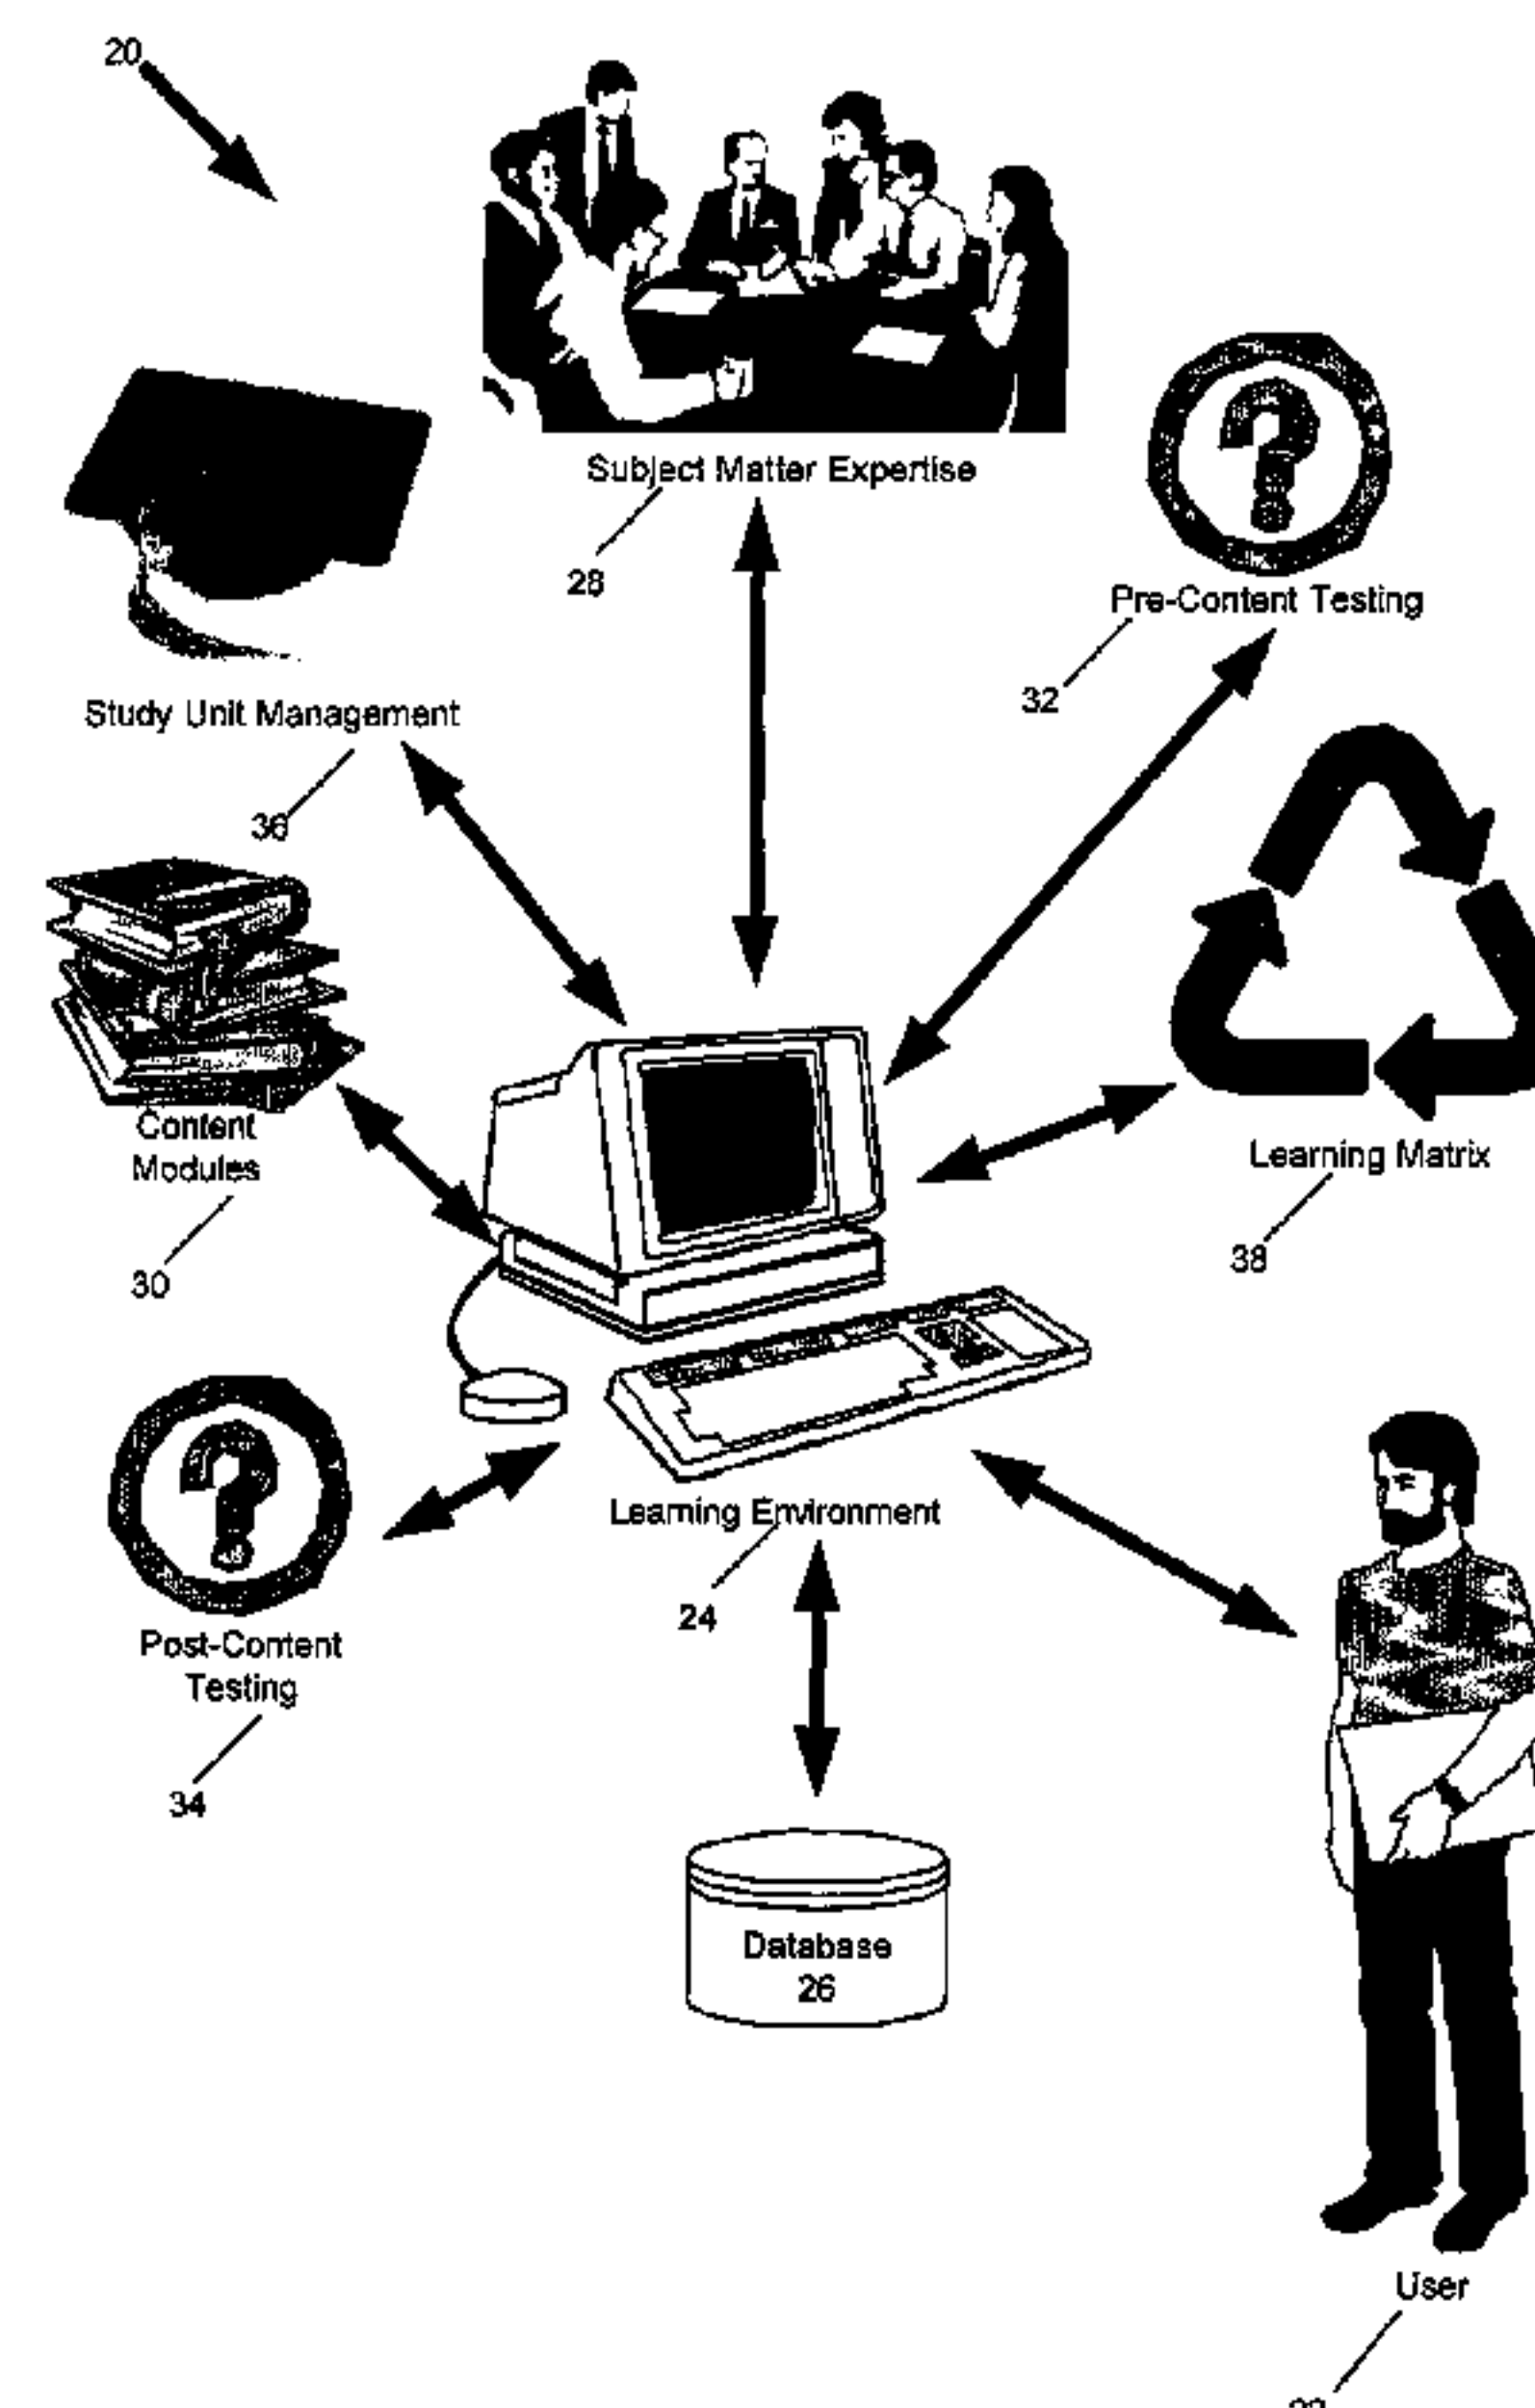 20
Subject Matter Expertise
28
Pre-Content Testing
32
Study Unit Management
36
Content
Modules
30
Learning Matrix
38
Learning Environment
24
Post-Content
Testing
34
Database
26
User